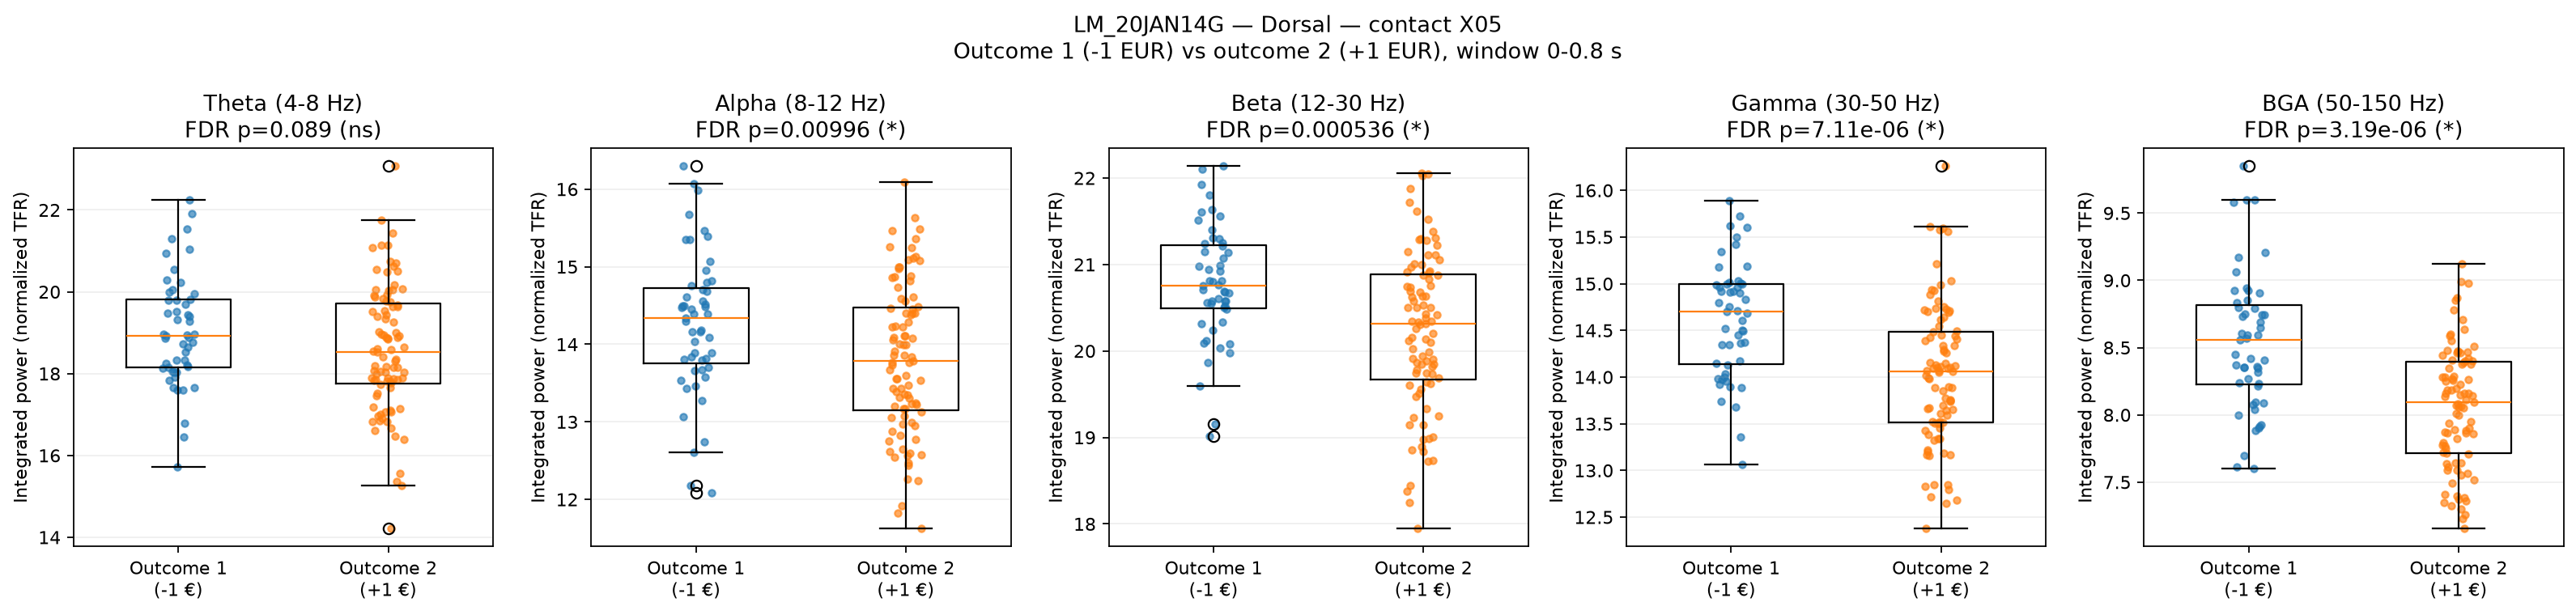 LM_20JAN14G — Dorsal — contact X05
Outcome 1 (-1 EUR) vs outcome 2 (+1 EUR), window 0-0.8 s
Theta (4-8 Hz)
FDR p=0.089 (ns)
Integrated power (normalized TFR)
22
20
18
16
14
Outcome 1
(-1 €)
Outcome 2
(+1 €)
Alpha (8-12 Hz)
FDR p=0.00996 (*)
Integrated power (normalized TFR)
16
15
14
13
12
Outcome 1
(-1 €)
Outcome 2
(+1 €)
Beta (12-30 Hz)
FDR p=0.000536 (*)
Integrated power (normalized TFR)
22
21
20
19
18
Outcome 1
(-1 €)
Outcome 2
(+1 €)
Gamma (30-50 Hz)
FDR p=7.11e-06 (*)
Integrated power (normalized TFR)
16.0
15.5
15.0
14.5
14.0
13.5
13.0
12.5
Outcome 1
(-1 €)
Outcome 2
(+1 €)
BGA (50-150 Hz)
FDR p=3.19e-06 (*)
Integrated power (normalized TFR)
9.5
9.0
8.5
8.0
7.5
Outcome 1
(-1 €)
Outcome 2
(+1 €)